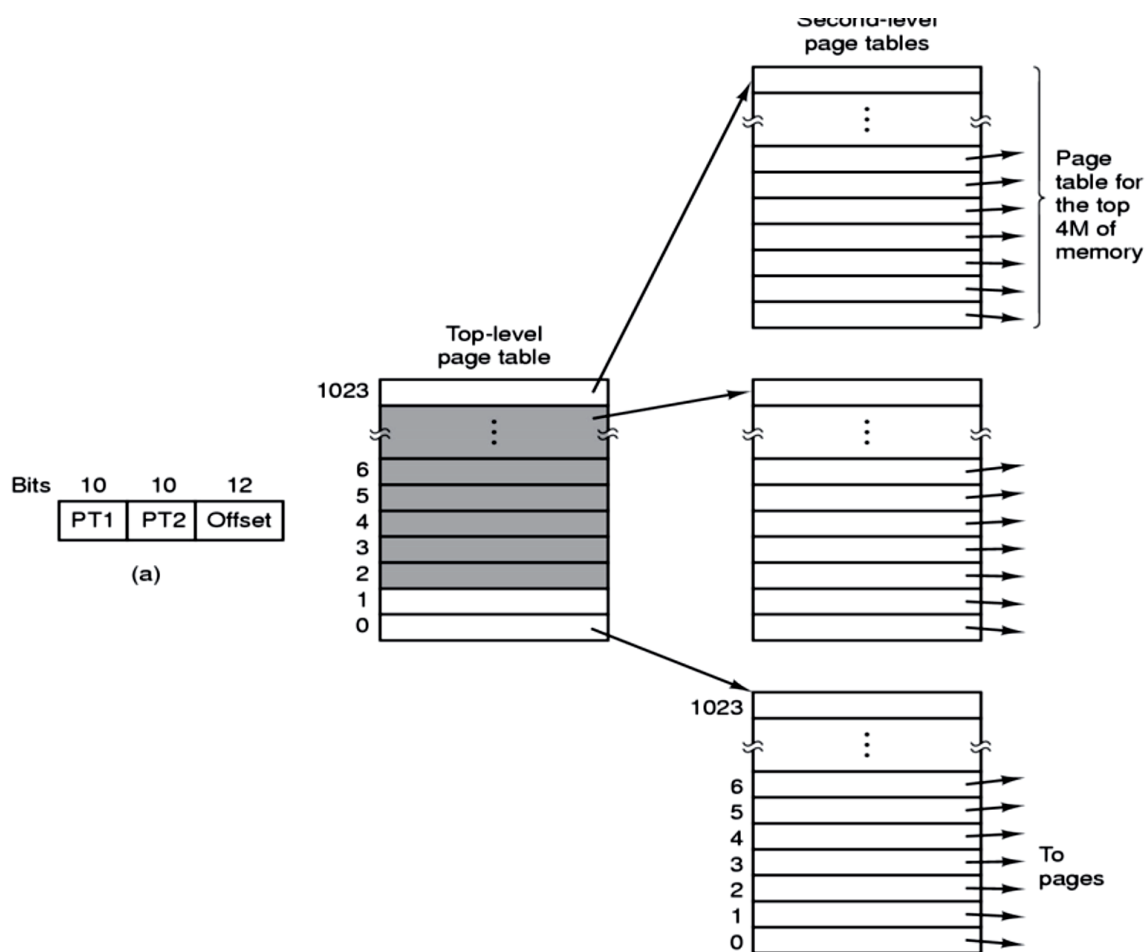 Second-level
page tables
Page
table for
the top
4M of
memory
Top-level
page table
1023
6
5
4
3
2
1
0
Bits 10 10 12
PT1 PT2 Offset
(a)
1023
6
5
4
3
2
1
0
To
pages